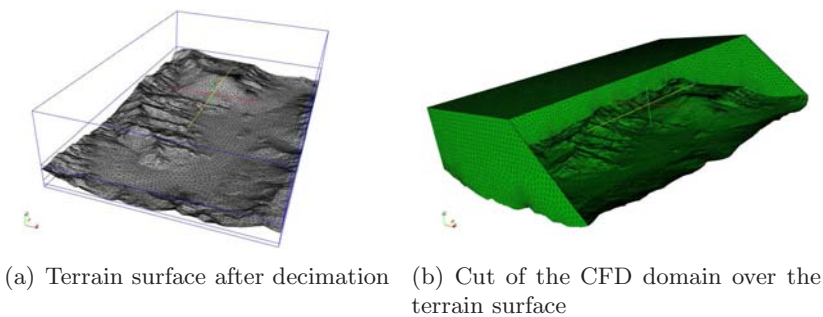 (a) Terrain surface after decimation
(b) Cut of the CFD domain over the
terrain surface